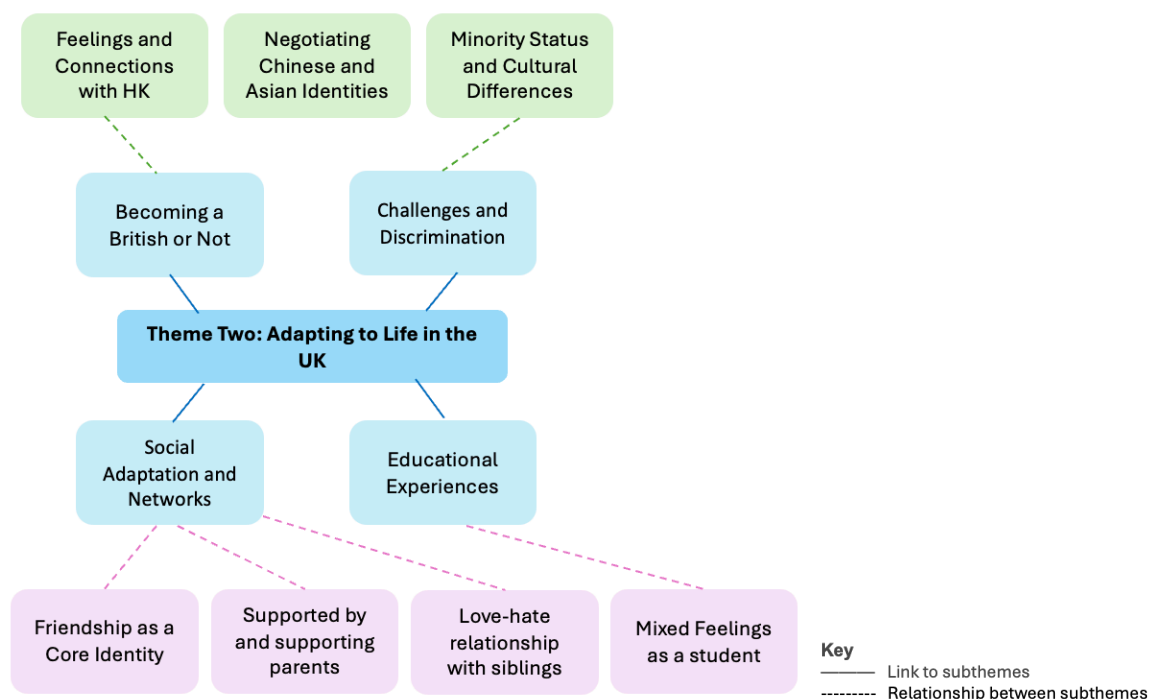 Feelings and
Connections
with HK
Negotiating
Chinese and
Asian Identities
Minority Status
and Cultural
Differences
Becoming a
British or Not
Challenges and
Discrimination
Theme Two: Adapting to Life in the
UK
Social
Adaptation and
Networks
Educational
Experiences
Friendship as a
Core Identity
Supported by
and supporting
parents
Love-hate
relationship
with siblings
Mixed Feelings
as a student
Key
Link to subthemes
Relationship between subthemes